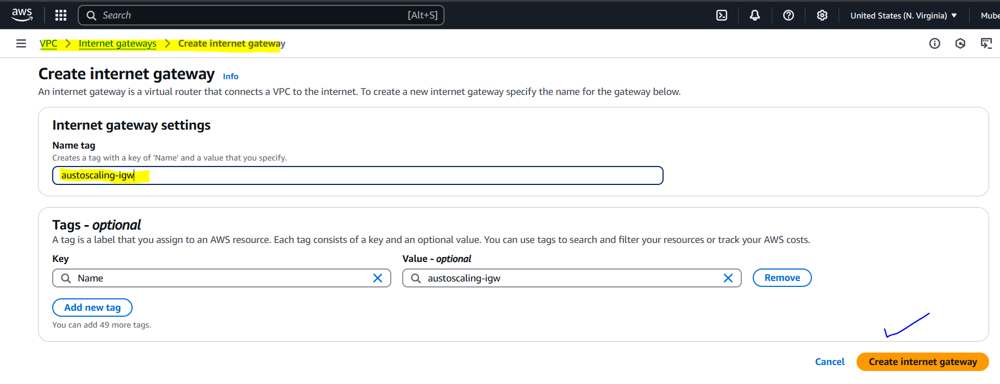 aws
Search [Alt+S] United States (N. Virginia) Mube
VPC > Internet gateways > Create internet gateway
Create internet gateway Info
An internet gateway is a virtual router that connects a VPC to the internet. To create a new internet gateway specify the name for the gateway below.
Internet gateway settings
Name tag
Creates a tag with a key of 'Name' and a value that you specify.
austoscaling-igw
Tags - optional
A tag is a label that you assign to an AWS resource. Each tag consists of a key and an optional value. You can use tags to search and filter your resources or track your AWS costs.
Key Value - optional
Name austoscaling-igw Remove
Add new tag
You can add 49 more tags.
Cancel Create internet gateway